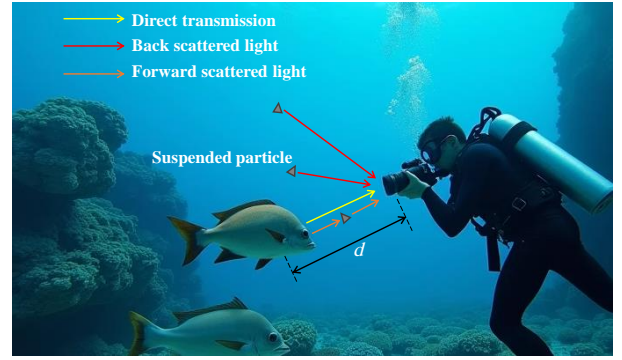 Direct transmission
Back scattered light
Forward scattered light
Suspended particle
d